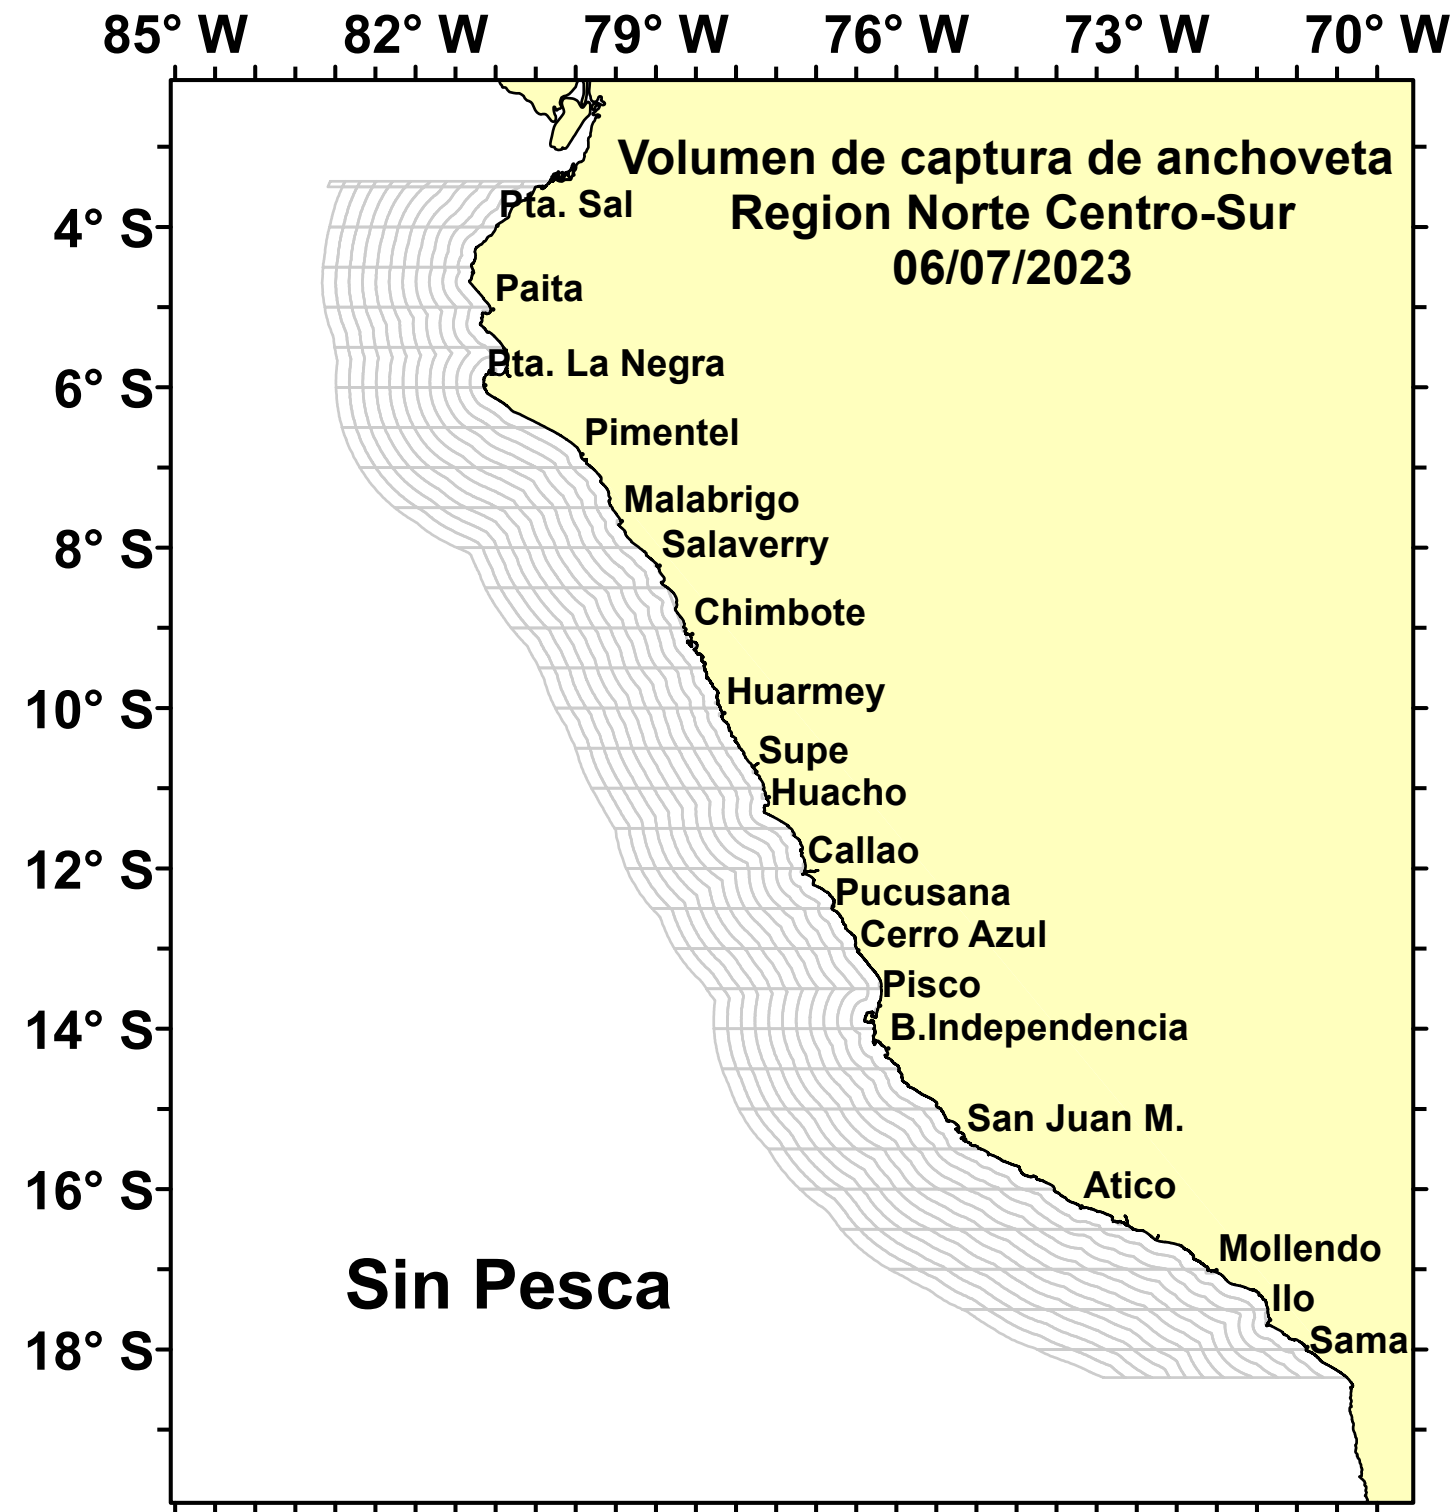 85° W 82° W 79° W 76° W 73° W 70° W
Volumen de captura de anchoveta
Region Norte Centro-Sur
06/07/2023
Pta. Sal
4° S
Paita
Pta. La Negra
6° S
Pimentel
Malabrigo
Salaverry
8° S
Chimbote
Huarmey
10° S
Supe
Huacho
Callao
12° S
Pucusana
Cerro Azul
Pisco
B.Independencia
14° S
San Juan M.
Atico
16° S
Mollendo
Sin Pesca
Ilo
Sama
18° S